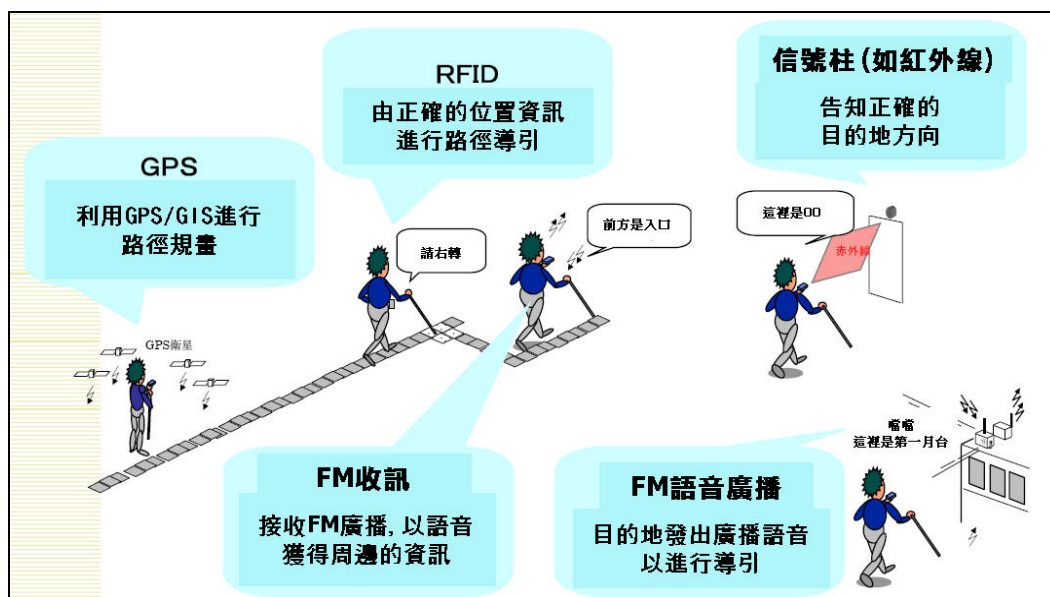 RFID
由正確的位置資訊
進行路徑導引
信號柱(如紅外線)
告知正確的
目的地方向
GPS
利用GPS/GIS進行
路徑規畫
請右轉
前方是入口
這裡是OO
赤外線
GPS衛星
FM收訊
接收FM廣播, 以語音
獲得周邊的資訊
FM語音廣播
目的地發出廣播語音
以進行導引
噹噹
這裡是第一月台